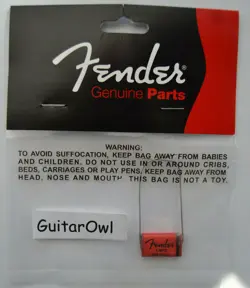 Fender
Genuine Parts
WARNING:
TO AVOID SUFFOCATION, KEEP BAG AWAY FROM BABIES
AND CHILDREN, DO NOT USE IN OR AROUND CRIBS,
BEDS, CARRIAGES OR PLAY PENS, KEEP BAG AWAY FROM
HEAD, NOSE AND MOUTH. THIS BAG IS NOT A TOY.
GuitarOwl
Fender